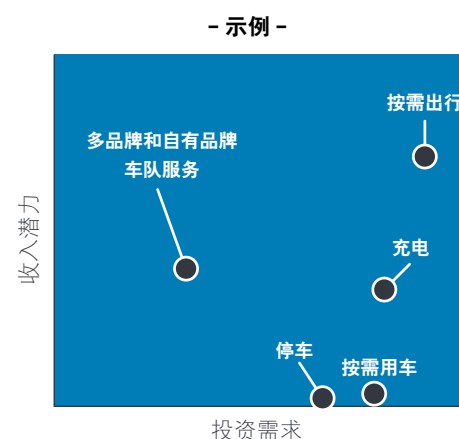 – 示例 –
按需出行
多品牌和自有品牌
车队服务
充电
停车
按需用车
收入潜力
投资需求